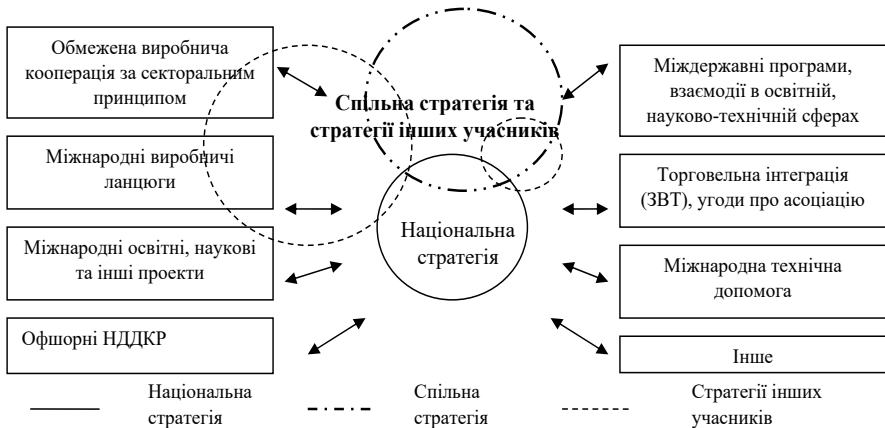 Обмежена виробнича
кооперація за секторальним
принципом
Міжнародні виробничі
ланцюги
Міжнародні освітні, наукові
та інші проекти
Офшорні НДДКР
Спільна стратегія та
стратегії інших учасників
Національна
стратегія
Міждержавні програми,
взаємодії в освітній,
науково-технічній сферах
Торговельна інтеграція
(ЗВТ), угоди про асоціацію
Міжнародна технічна
допомога
Інше
Національна
стратегія
Спільна
стратегія
Стратегії інших
учасників